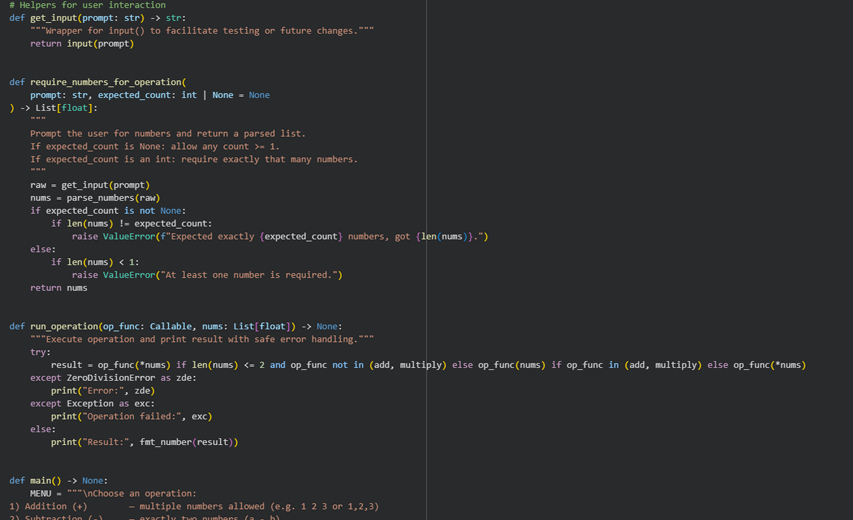 # Helpers for user interaction
def get_input(prompt: str) -> str:
    """Wrapper for input() to facilitate testing or future changes."""
    return input(prompt)
def require_numbers_for_operation(
    prompt: str, expected_count: int | None = None
) -> List[float]:
    """
    Prompt the user for numbers and return a parsed list.
    If expected_count is None: allow any count >= 1.
    If expected_count is an int: require exactly that many numbers.
    """
    raw = get_input(prompt)
    nums = parse_numbers(raw)
    if expected_count is not None:
        if len(nums) != expected_count:
            raise ValueError(f"Expected exactly {expected_count} numbers, got {len(nums)}.")
    else:
        if len(nums) < 1:
            raise ValueError("At least one number is required.")
    return nums
def run_operation(op_func: Callable, nums: List[float]) -> None:
    """Execute operation and print result with safe error handling."""
    try:
        result = op_func(*nums) if len(nums) <= 2 and op_func not in (add, multiply) else op_func(nums) if op_func in (add, multiply) else op_func(*nums)
    except ZeroDivisionError as zde:
        print("Error:", zde)
    except Exception as exc:
        print("Operation failed:", exc)
    else:
        print("Result:", fmt_number(result))
def main() -> None:
    MENU = """\nChoose an operation:
1) Addition (+)        — multiple numbers allowed (e.g. 1 2 3 or 1,2,3)
2) Subtraction (-)     — exactly two numbers (a - b)